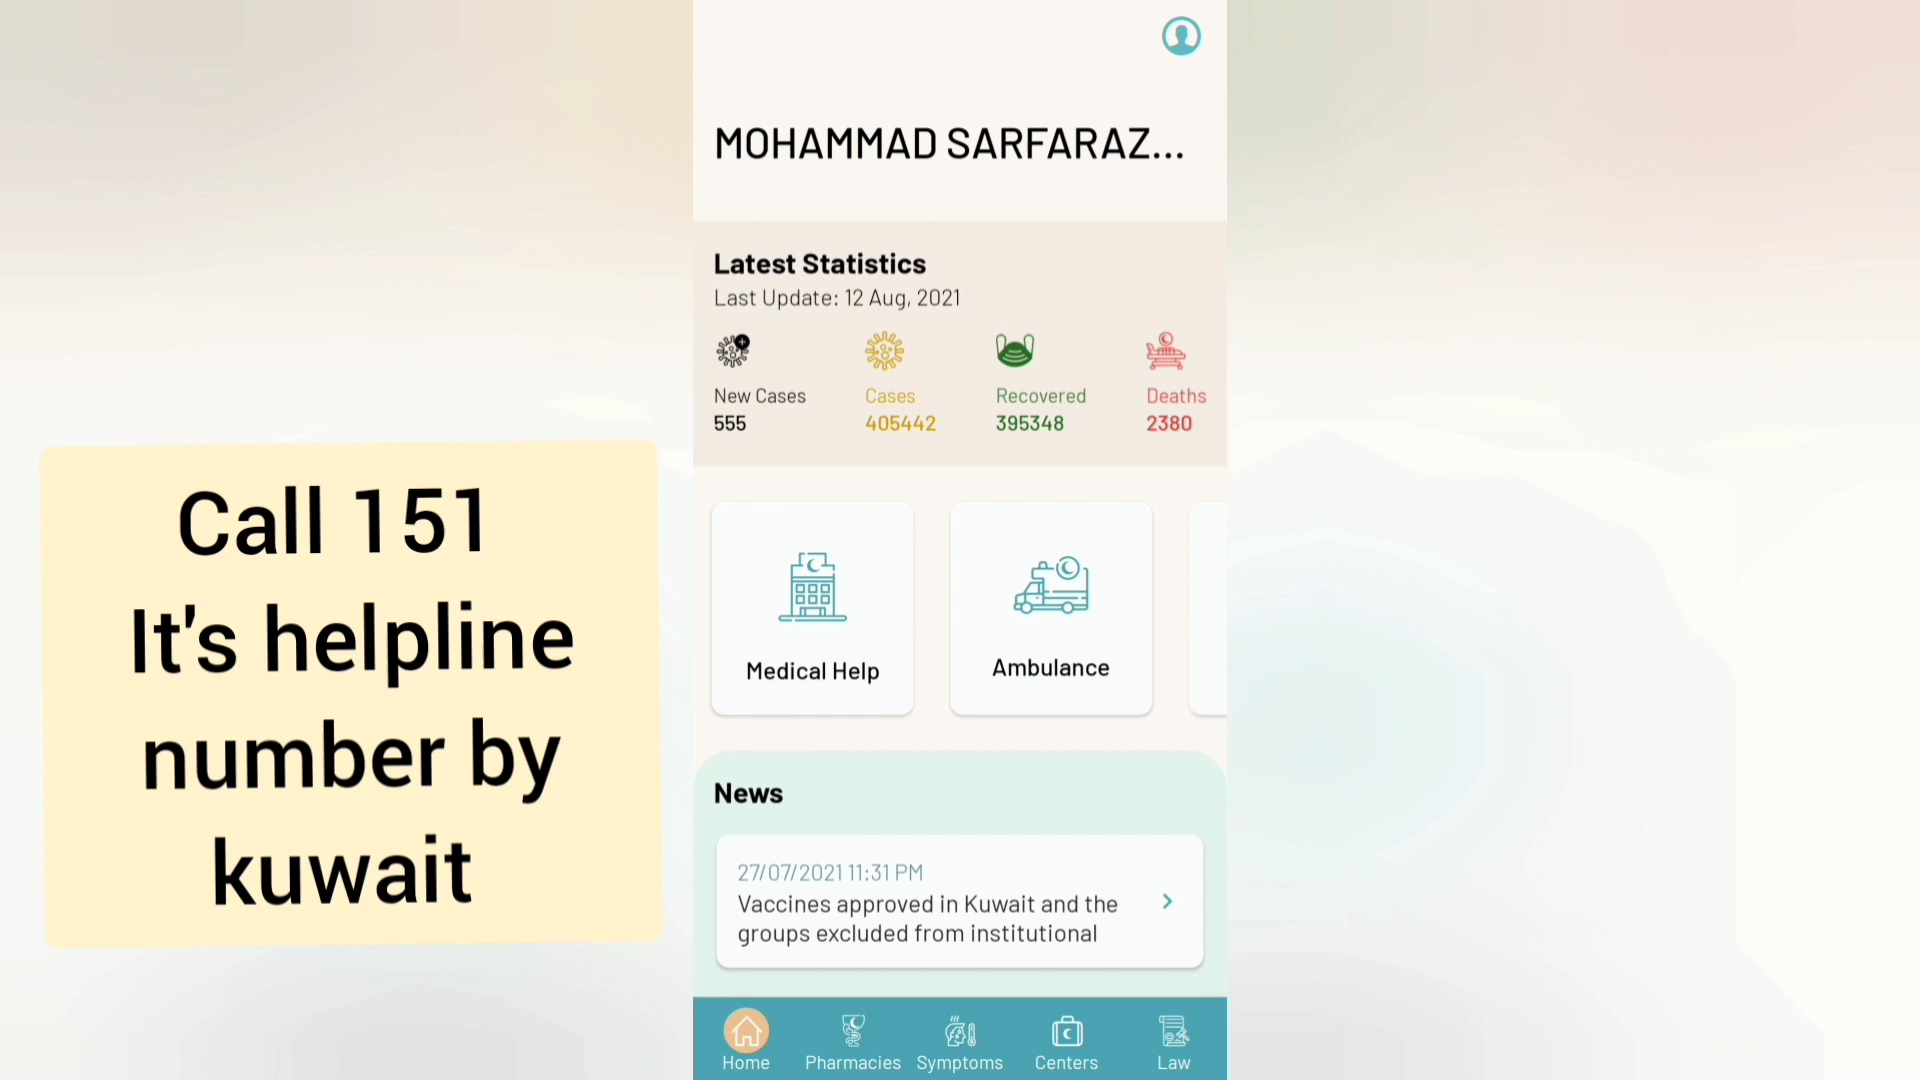 Call 151
It's helpline
number by
kuwait
MOHAMMAD SARFARAZ...
Latest Statistics
Last Update: 12 Aug, 2021
New Cases
555
Cases
405442
Recovered
395348
Deaths
2380
Medical Help
Ambulance
News
27/07/2021 11:31 PM
Vaccines approved in Kuwait and the
groups excluded from institutional
Home
Pharmacies
Symptoms
Centers
Law